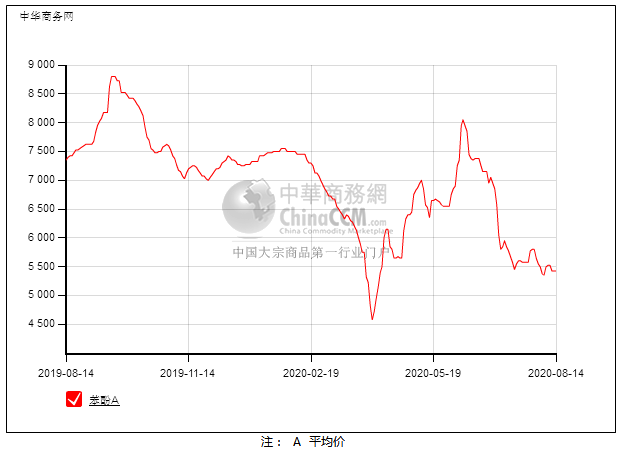 中华商务网
9 000
8 500
8 000
7 500
7 000
6 500
6 000
5 500
5 000
4 500
中華商務網
ChinaCCM.com
China Commodity Marketplace
中国大宗商品第一行业门户
2019-08-14 2019-11-14 2020-02-19 2020-05-19 2020-08-14
苯酚A
注： A 平均价